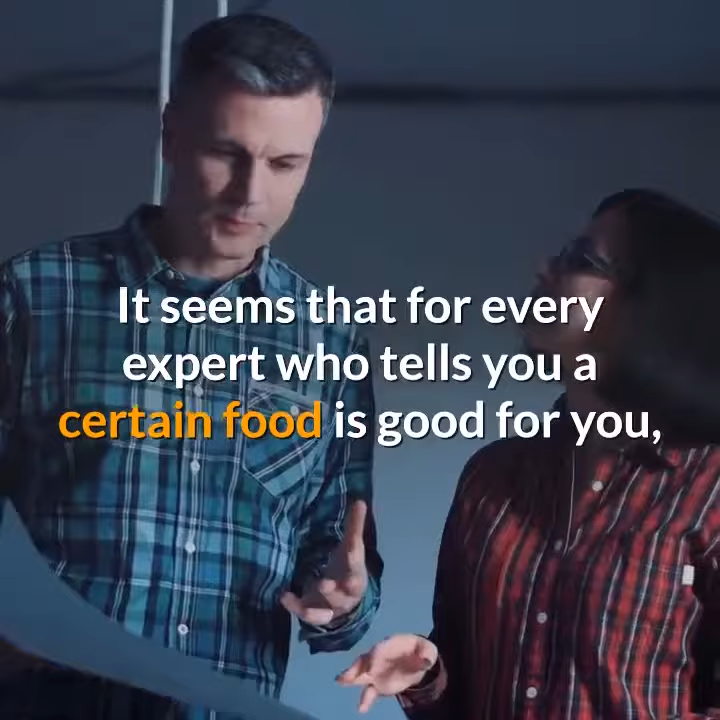 It seems that for every
expert who tells you a
certain food is good for you,